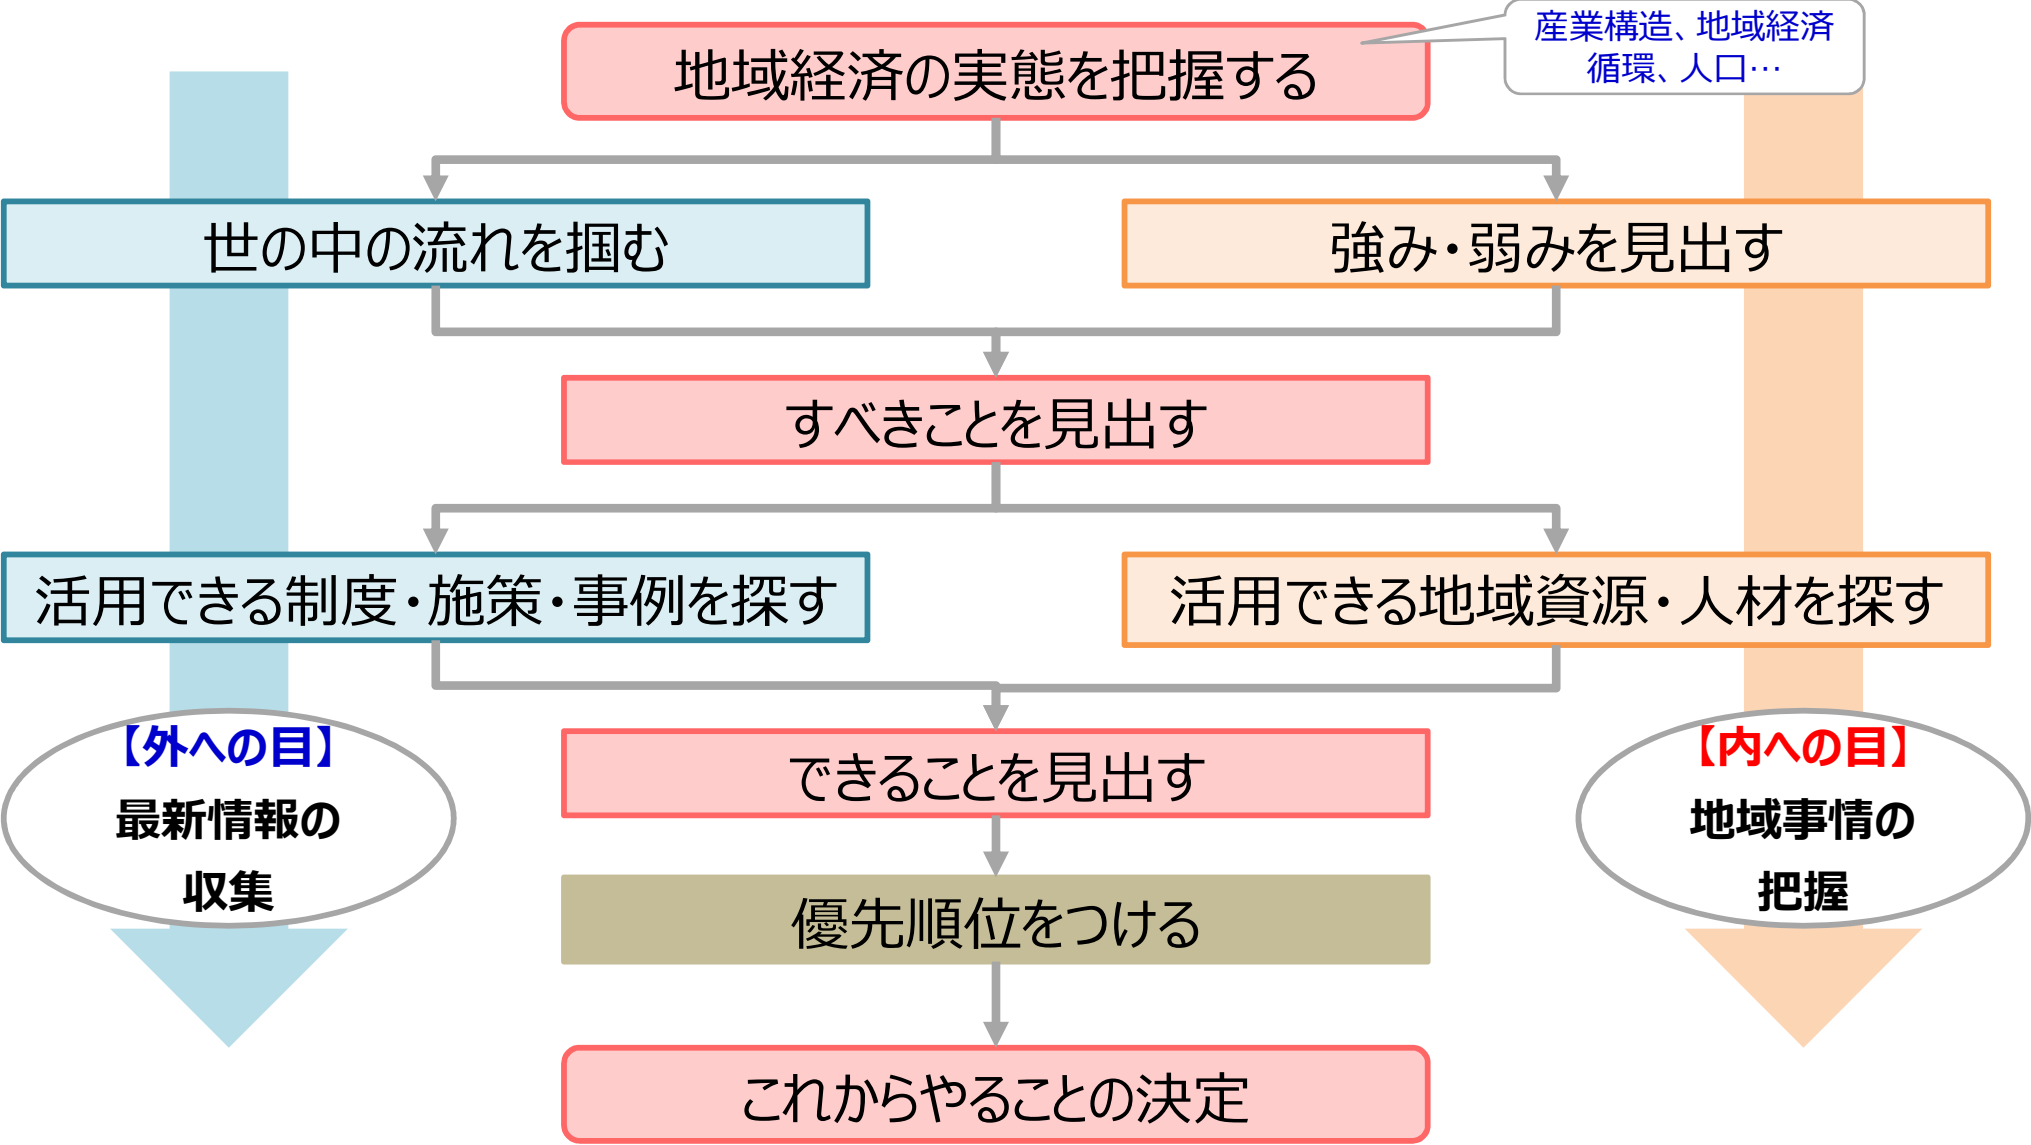 産業構造、地域経済
循環、人口…
地域経済の実態を把握する
世の中の流れを掴む
強み・弱みを見出す
すべきことを見出す
活用できる制度・施策・事例を探す
活用できる地域資源・人材を探す
【外への目】
最新情報の
収集
【内への目】
地域事情の
把握
できることを見出す
優先順位をつける
これからやることの決定